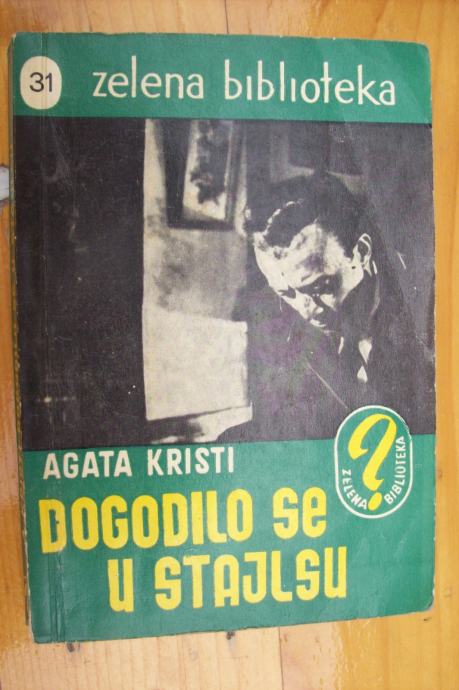 31
zelena biblioteka
AGATA KRISTI
DOGODILO SE
U STAJLSU
?
ZELENA BIBLIOTEKA